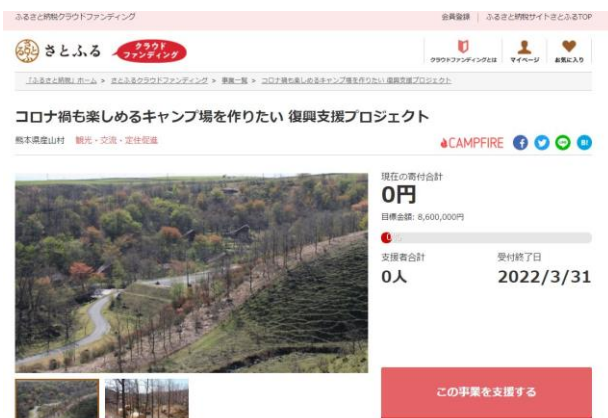 ふるさと納税クラウドファンディング
会員登録 ふるさと納税サイトさとふるTOP
さとふる クラウドファンディング
クラウドファンディングとは マイページ お気に入り
「ふるさと納税」ホーム > さとふるクラウドファンディング > 事業一覧 > コロナ禍も楽しめるキャンプ場を作りたい 復興支援プロジェクト
コロナ禍も楽しめるキャンプ場を作りたい 復興支援プロジェクト
熊本県産山村 観光・交流・定住促進
CAMPFIRE
現在の寄付合計
0円
目標金額: 8,600,000円
0%
支援者合計 受付終了日
0人 2022/3/31
この事業を支援する